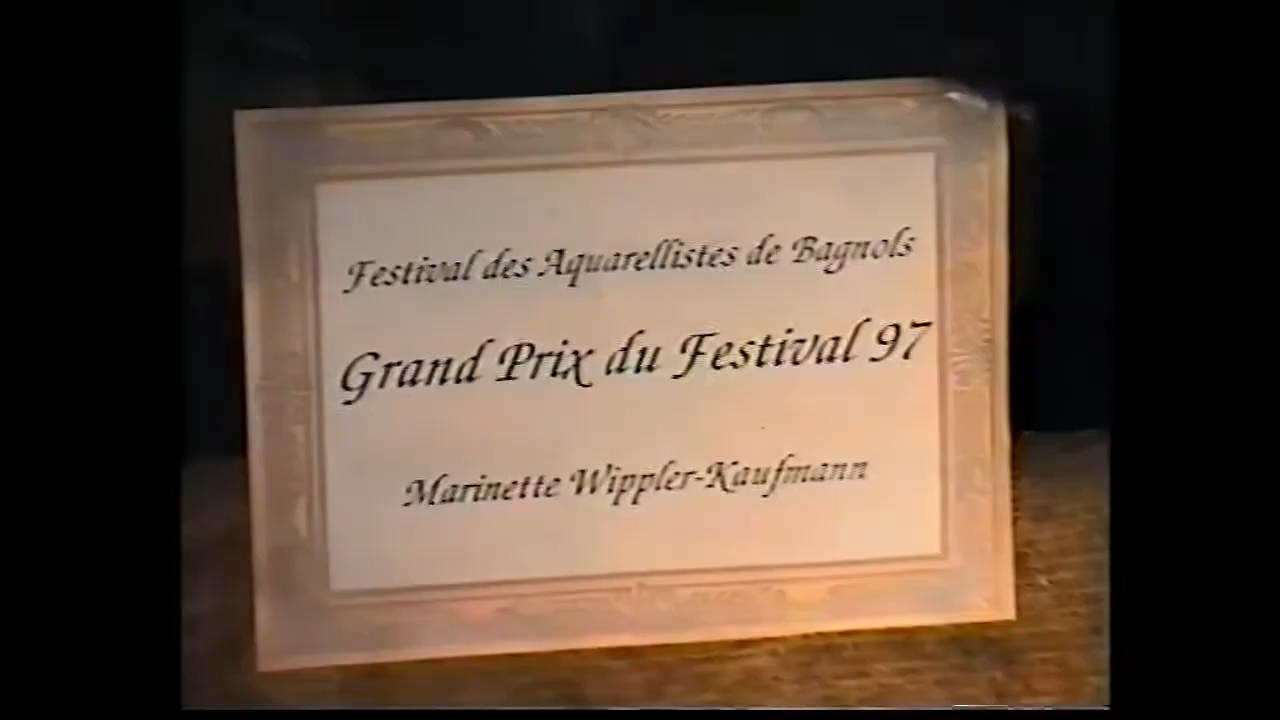 Festival des Aquarellistes de Bagnols
Grand Prix du Festival 97
Marinette Wippler-Kaufmann